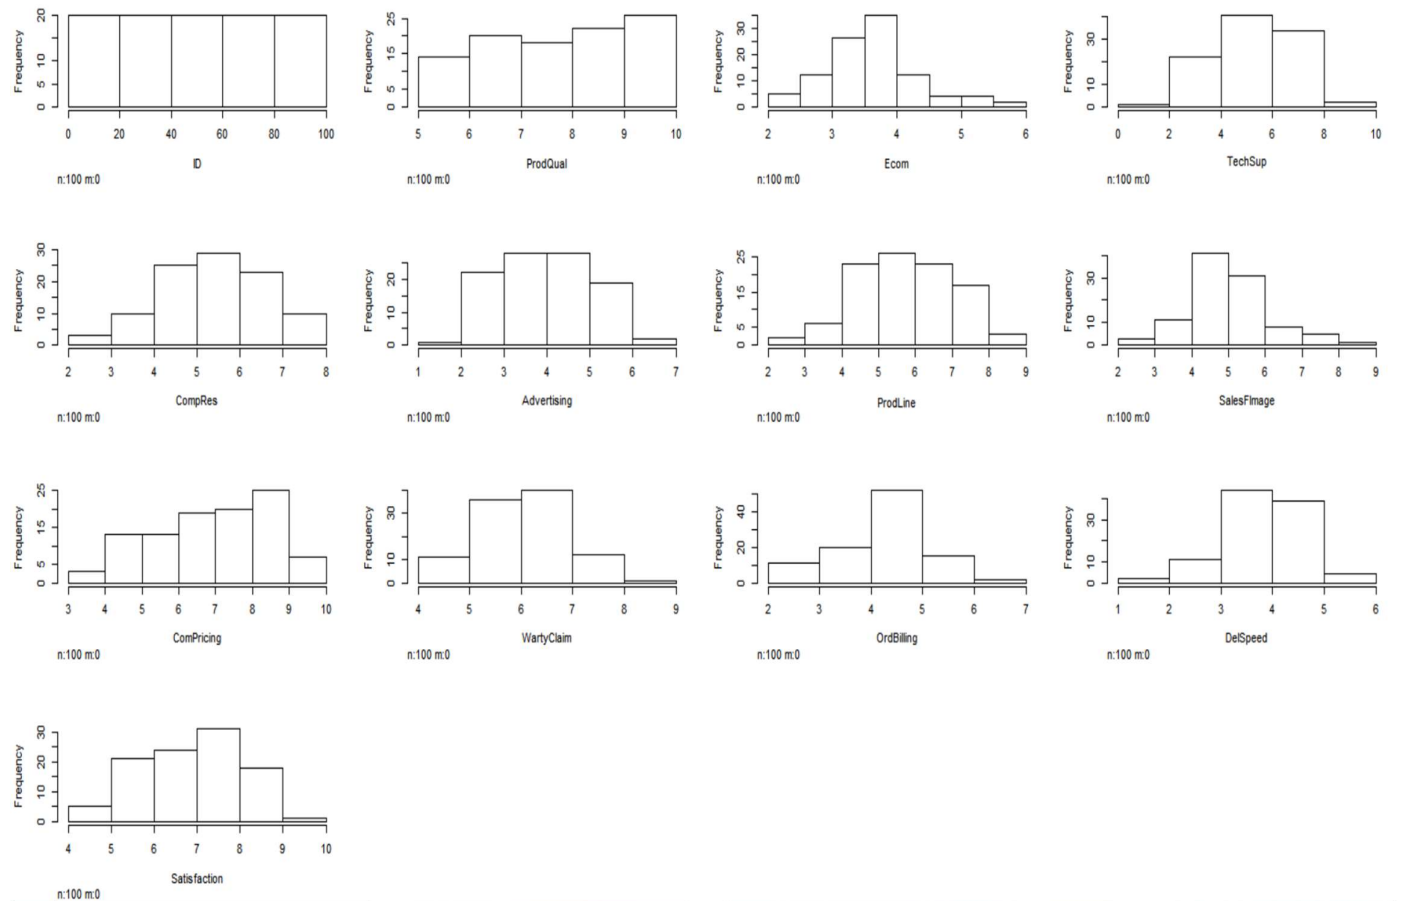 Frequency
0 5 10 20
0 20 40 60 80 100
ID
n:100 m:0
Frequency
0 5 15 25
5 6 7 8 9 10
ProdQual
n:100 m:0
Frequency
0 10 20 30
2 3 4 5 6
Ecom
n:100 m:0
Frequency
0 10 30
0 2 4 6 8 10
TechSup
n:100 m:0
Frequency
0 10 20 30
2 3 4 5 6 7 8
CompRes
n:100 m:0
Frequency
0 10 20
1 2 3 4 5 6 7
Advertising
n:100 m:0
Frequency
0 5 15 25
2 3 4 5 6 7 8 9
ProdLine
n:100 m:0
Frequency
0 10 30
2 3 4 5 6 7 8 9
SalesFImage
n:100 m:0
Frequency
0 5 15 25
3 4 5 6 7 8 9 10
ComPricing
n:100 m:0
Frequency
0 10 30
4 5 6 7 8 9
WartyClaim
n:100 m:0
Frequency
0 20 40
2 3 4 5 6 7
OrdBilling
n:100 m:0
Frequency
0 10 30
1 2 3 4 5 6
DelSpeed
n:100 m:0
Frequency
0 10 20 30
4 5 6 7 8 9 10
Satisfaction
n:100 m:0